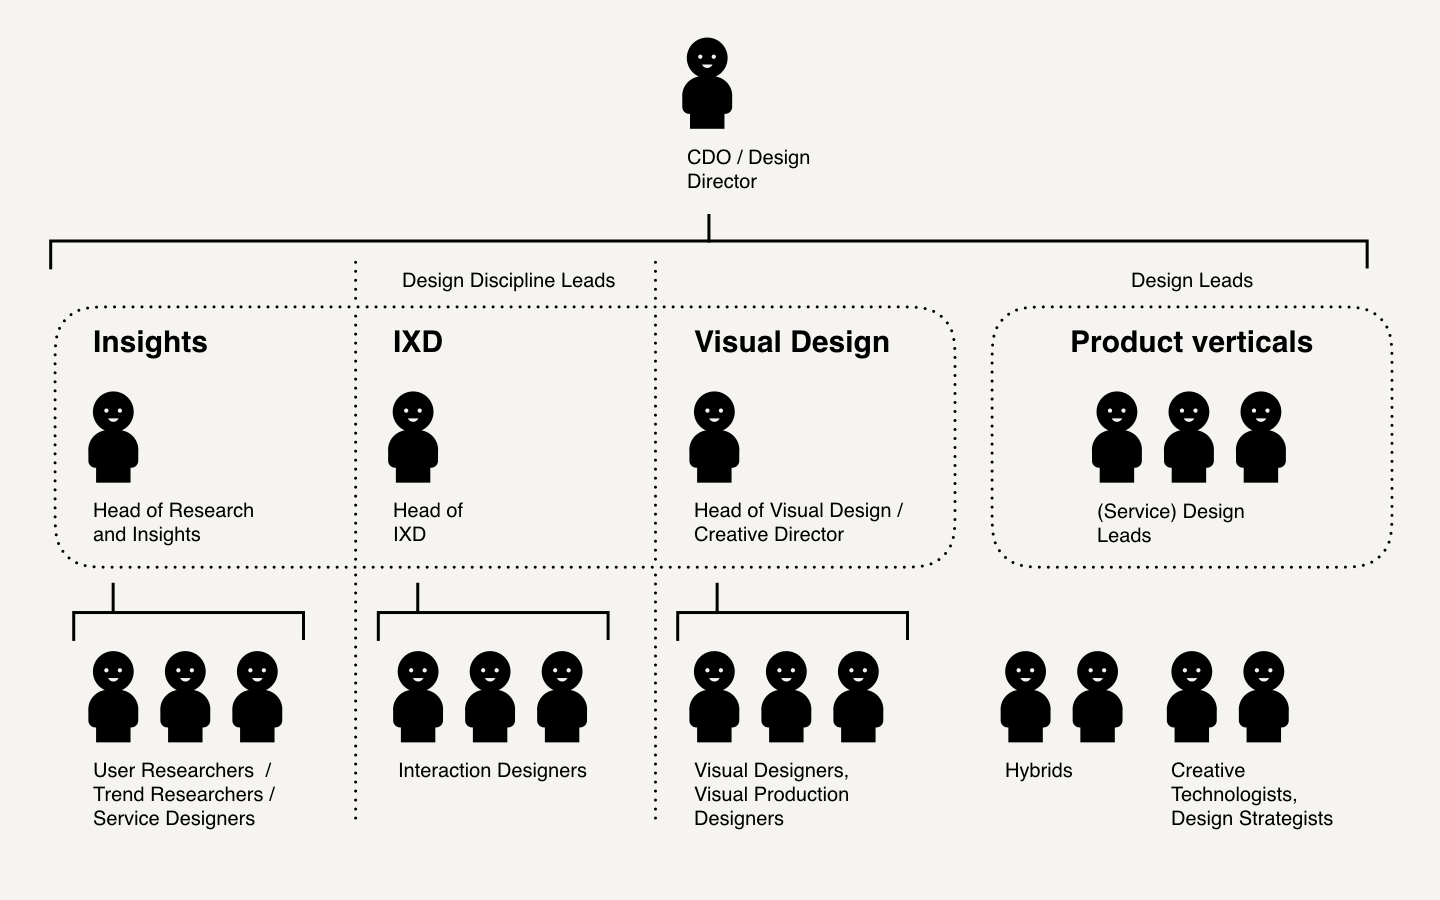 CDO / Design
Director
Design Discipline Leads
Design Leads
Insights
IXD
Visual Design
Product verticals
Head of Research
and Insights
Head of
IXD
Head of Visual Design /
Creative Director
(Service) Design
Leads
User Researchers  /
Trend Researchers /
Service Designers
Interaction Designers
Visual Designers,
Visual Production
Designers
Hybrids
Creative
Technologists,
Design Strategists